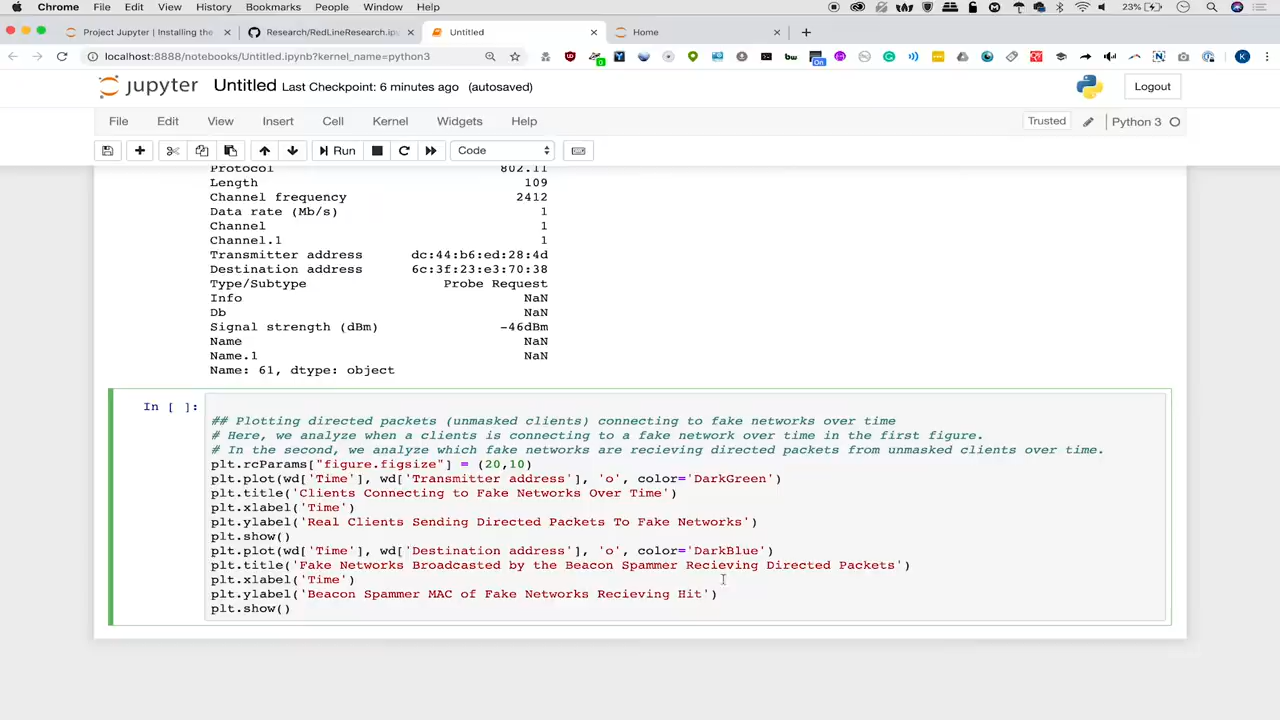 Chrome File Edit View History Bookmarks People Window Help 23%
Project Jupyter | Installing the Research/RedLineResearch.ipyn Untitled Home
localhost:8888/notebooks/Untitled.ipynb?kernel_name=python3
jupyter Untitled Last Checkpoint: 6 minutes ago (autosaved) Logout
File Edit View Insert Cell Kernel Widgets Help Trusted Python 3
Run Code
Protocol 802.11
Length 109
Channel frequency 2412
Data rate (Mb/s) 1
Channel 1
Channel.1 1
Transmitter address dc:44:b6:ed:28:4d
Destination address 6c:3f:23:e3:70:38
Type/Subtype Probe Request
Info NaN
Db NaN
Signal strength (dBm) -46dBm
Name NaN
Name.1 NaN
Name: 61, dtype: object
In [ ]:
## Plotting directed packets (unmasked clients) connecting to fake networks over time
# Here, we analyze when a clients is connecting to a fake network over time in the first figure.
# In the second, we analyze which fake networks are recieving directed packets from unmasked clients over time.
plt.rcParams["figure.figsize"] = (20,10)
plt.plot(wd['Time'], wd['Transmitter address'], 'o', color='DarkGreen')
plt.title('Clients Connecting to Fake Networks Over Time')
plt.xlabel('Time')
plt.ylabel('Real Clients Sending Directed Packets To Fake Networks')
plt.show()
plt.plot(wd['Time'], wd['Destination address'], 'o', color='DarkBlue')
plt.title('Fake Networks Broadcasted by the Beacon Spammer Recieving Directed Packets')
plt.xlabel('Time')
plt.ylabel('Beacon Spammer MAC of Fake Networks Recieving Hit')
plt.show()